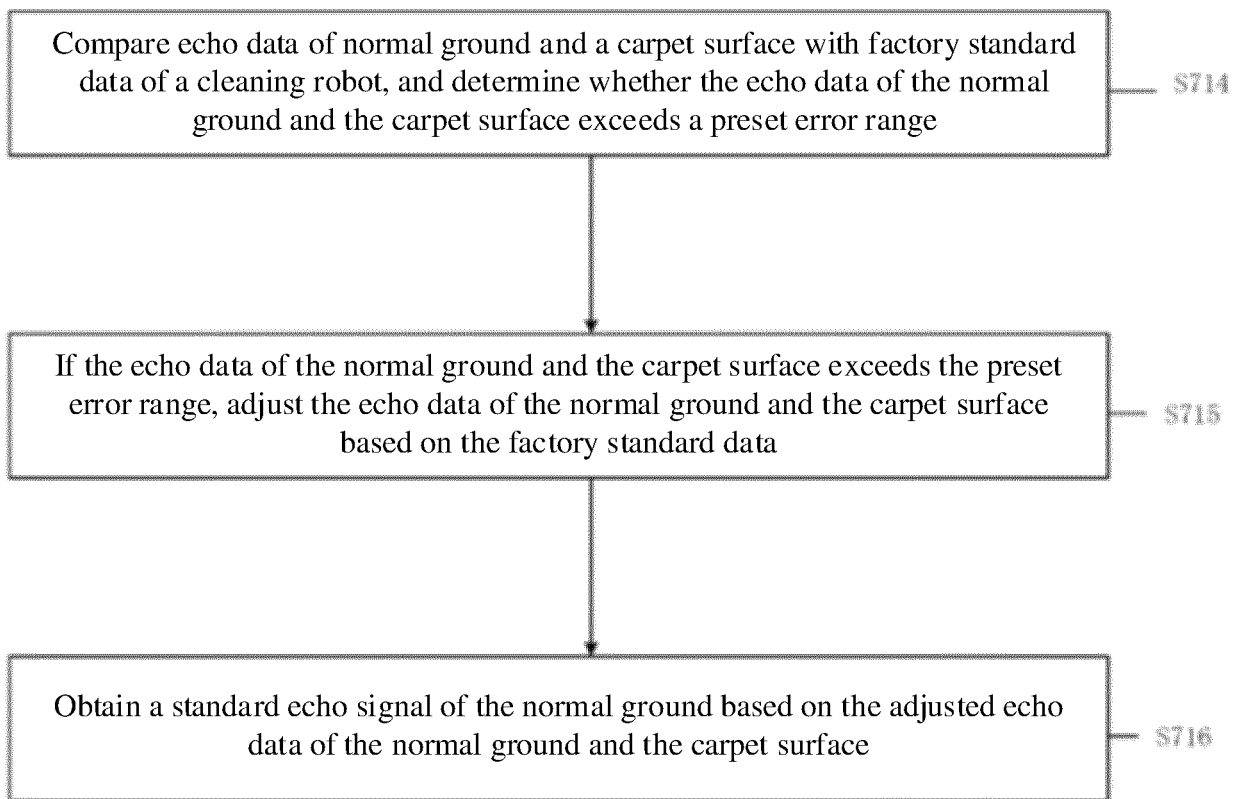 Compare echo data of normal ground and a carpet surface with factory standard
data of a cleaning robot, and determine whether the echo data of the normal
ground and the carpet surface exceeds a preset error range
S714
If the echo data of the normal ground and the carpet surface exceeds the preset
error range, adjust the echo data of the normal ground and the carpet surface
based on the factory standard data
S715
Obtain a standard echo signal of the normal ground based on the adjusted echo
data of the normal ground and the carpet surface
S716